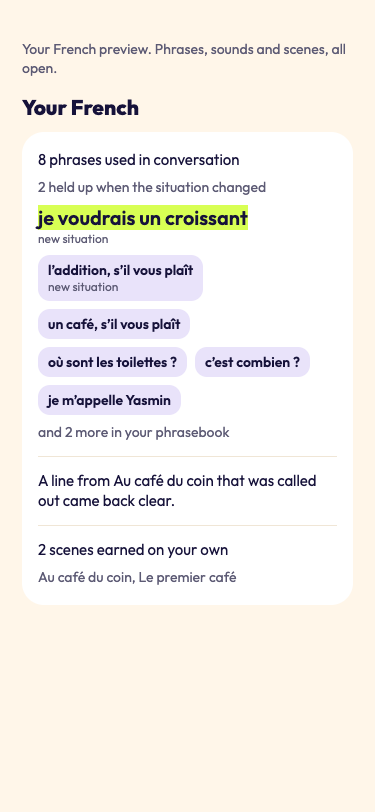 Your French preview. Phrases, sounds and scenes, all
open.
Your French
8 phrases used in conversation
2 held up when the situation changed
je voudrais un croissant
new situation
l’addition, s’il vous plaît
new situation
un café, s’il vous plaît
où sont les toilettes ?
c’est combien ?
je m’appelle Yasmin
and 2 more in your phrasebook
A line from Au café du coin that was called
out came back clear.
2 scenes earned on your own
Au café du coin, Le premier café